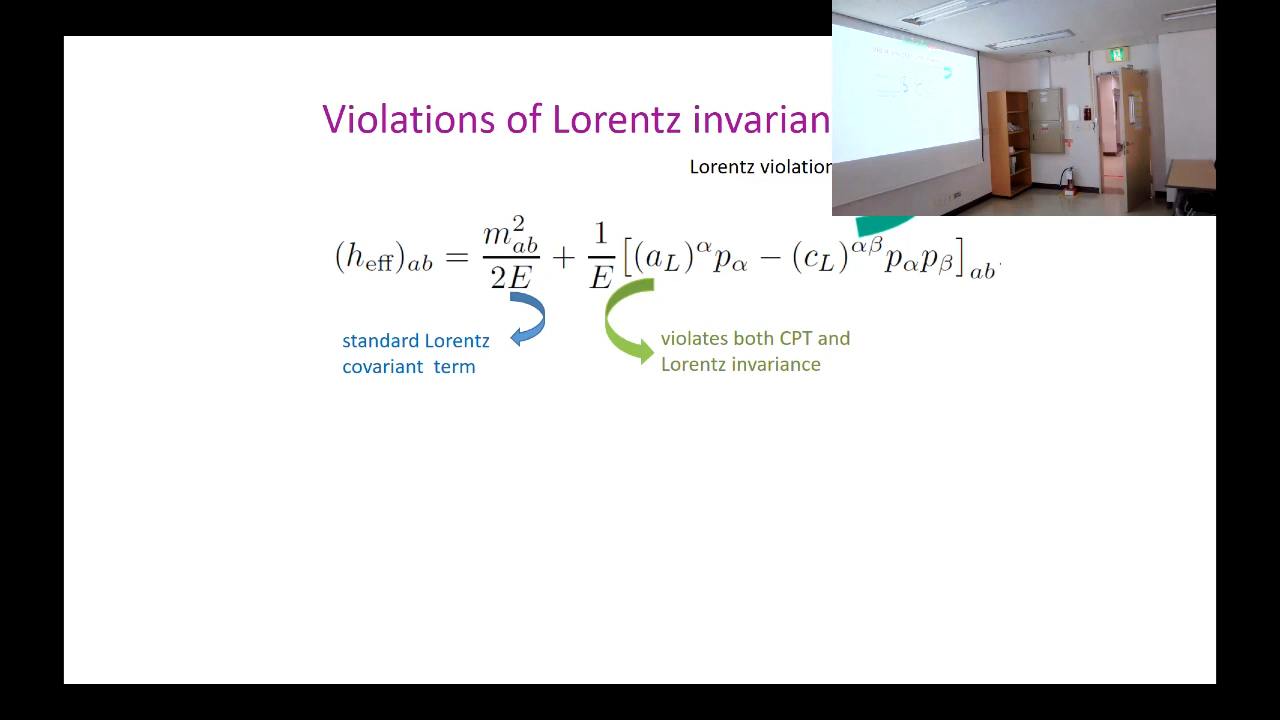 Violations of Lorentz invarian
Lorentz violation
(h_eff)_ab = m²_ab / 2E + 1/E [(a_L)^α p_α − (c_L)^αβ p_α p_β]_ab
standard Lorentz
covariant term
violates both CPT and
Lorentz invariance